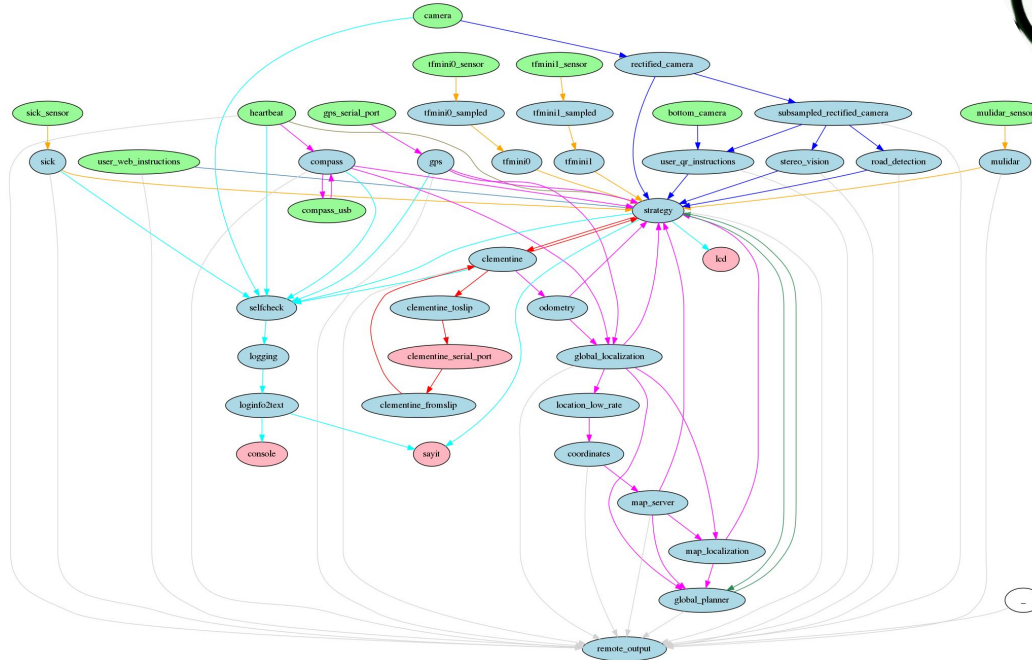 camera
tfmini0_sensor
tfmini1_sensor
rectified_camera
sick_sensor
heartbeat
gps_serial_port
tfmini0_sampled
tfmini1_sampled
bottom_camera
subsampled_rectified_camera
mulidar_sensor
sick
user_web_instructions
compass
gps
tfmini0
tfmini1
user_qr_instructions
stereo_vision
road_detection
mulidar
compass_usb
strategy
clementine
lcd
selfcheck
clementine_toslip
odometry
logging
clementine_serial_port
global_localization
loginfo2text
clementine_fromslip
location_low_rate
console
sayit
coordinates
map_server
map_localization
global_planner
_
remote_output